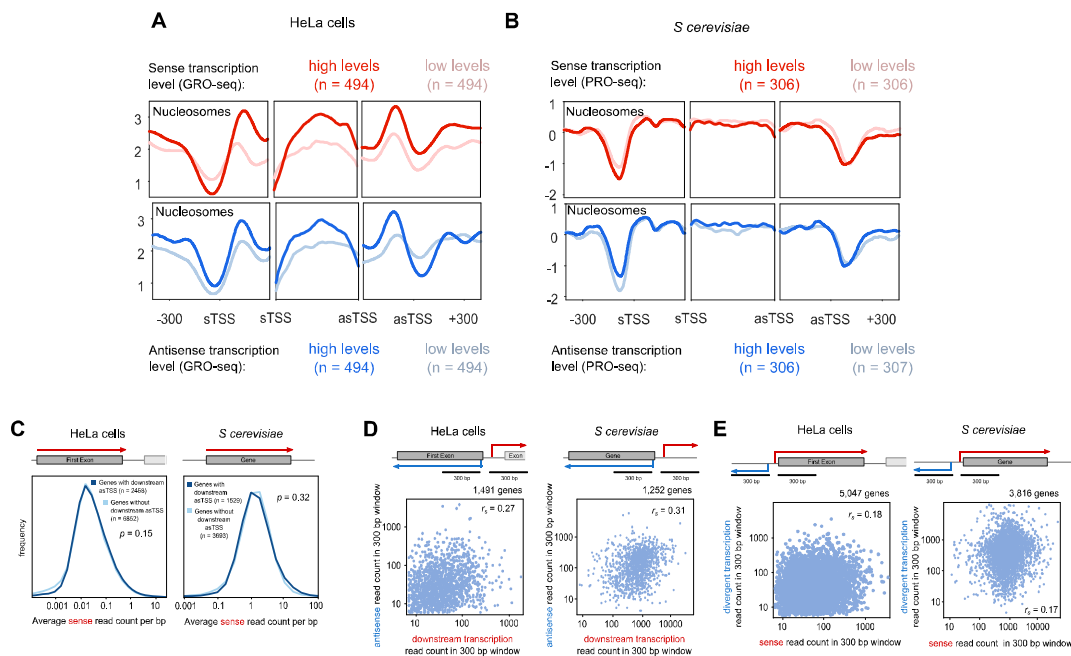 A
HeLa cells
B
S cerevisiae
Sense transcription
level (GRO-seq):
high levels
(n = 494)
low levels
(n = 494)
Sense transcription
level (PRO-seq):
high levels
(n = 306)
low levels
(n = 306)
Nucleosomes
3
2
1
Nucleosomes
3
2
1
-300
sTSS
sTSS
asTSS
asTSS
+300
Nucleosomes
1
0
-1
-2
Nucleosomes
1
0
-1
-2
-300
sTSS
sTSS
asTSS
asTSS
+300
Antisense transcription
level (GRO-seq):
high levels
(n = 494)
low levels
(n = 494)
Antisense transcription
level (PRO-seq):
high levels
(n = 306)
low levels
(n = 307)
C
HeLa cells
S cerevisiae
First Exon
Gene
Genes with downstream
asTSS (n = 2466)
Genes without
downstream asTSS
(n = 6852)
p = 0.15
frequency
0.001
0.01
0.1
1
10
Average sense read count per bp
Genes with
downstream
asTSS (n = 1529)
Genes without
downstream
asTSS
(n = 3693)
p = 0.32
0.01
0.1
1
10
100
Average sense read count per bp
D
HeLa cells
S cerevisiae
First Exon
Exon
300 bp
300 bp
Gene
300 bp
300 bp
1,491 genes
rs = 0.27
antisense read count in 300 bp window
1000
100
10
10
100
1000
downstream transcription
read count in 300 bp window
1,252 genes
rs = 0.31
antisense read count in 300 bp window
1000
100
10
10
100
1000
10000
downstream transcription
read count in 300 bp window
E
HeLa cells
S cerevisiae
First Exon
300 bp
300 bp
Gene
300 bp
300 bp
5,047 genes
rs = 0.18
divergent transcription
read count in 300 bp
window
1000
100
10
10
100
1000
sense read count in 300 bp window
3,816 genes
rs = 0.17
divergent transcription
read count in 300 bp
window
10000
1000
100
10
10
100
1000
10000
sense read count in 300 bp window